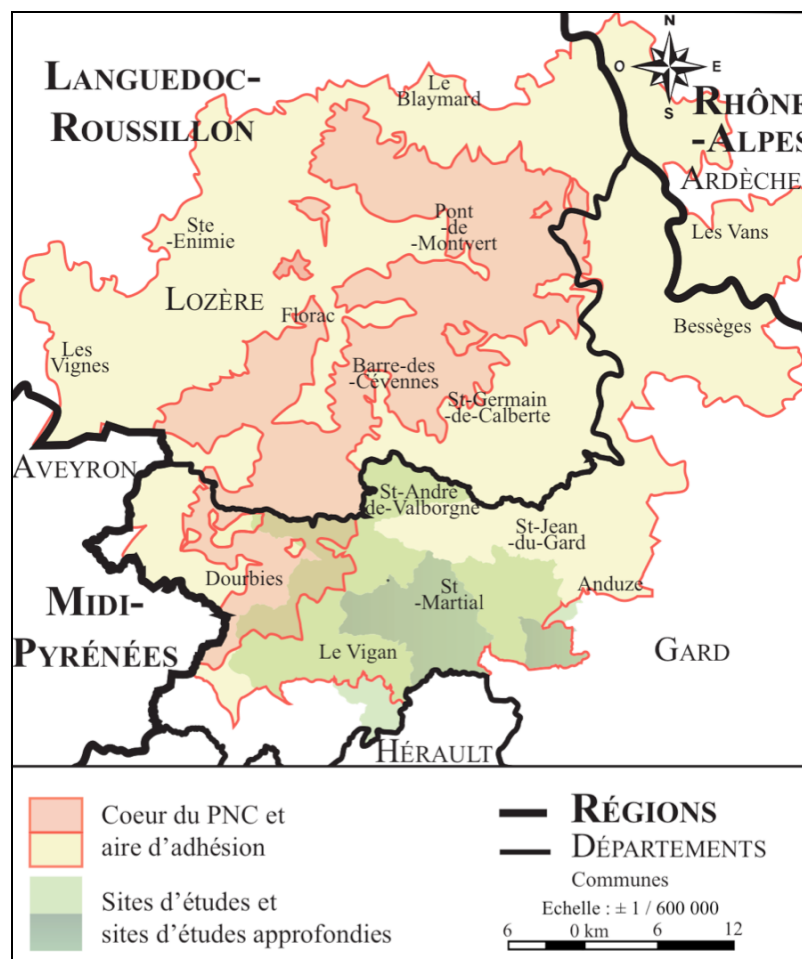 LANGUEDOC-
ROUSSILLON
Le
Blaymard
N
O
E
S
RHÔNE
-ALPES
ARDÈCHE
Les Vans
Ste
-Enimie
Pont
-de
-Montvert
LOZÈRE
Florac
Bessèges
Les
Vignes
Barre-des
-Cévennes
St-Germain
-de-Calberte
AVEYRON
St-André
de-Valborgne
St-Jean
-du-Gard
Dourbies
St
-Martial
Anduze
MIDI-
PYRÉNÉES
Le Vigan
GARD
HÉRAULT
Coeur du PNC et
aire d'adhésion
Sites d'études et
sites d'études approfondies
RÉGIONS
DÉPARTEMENTS
Communes
Echelle : ± 1 / 600 000
6 0 km 6 12